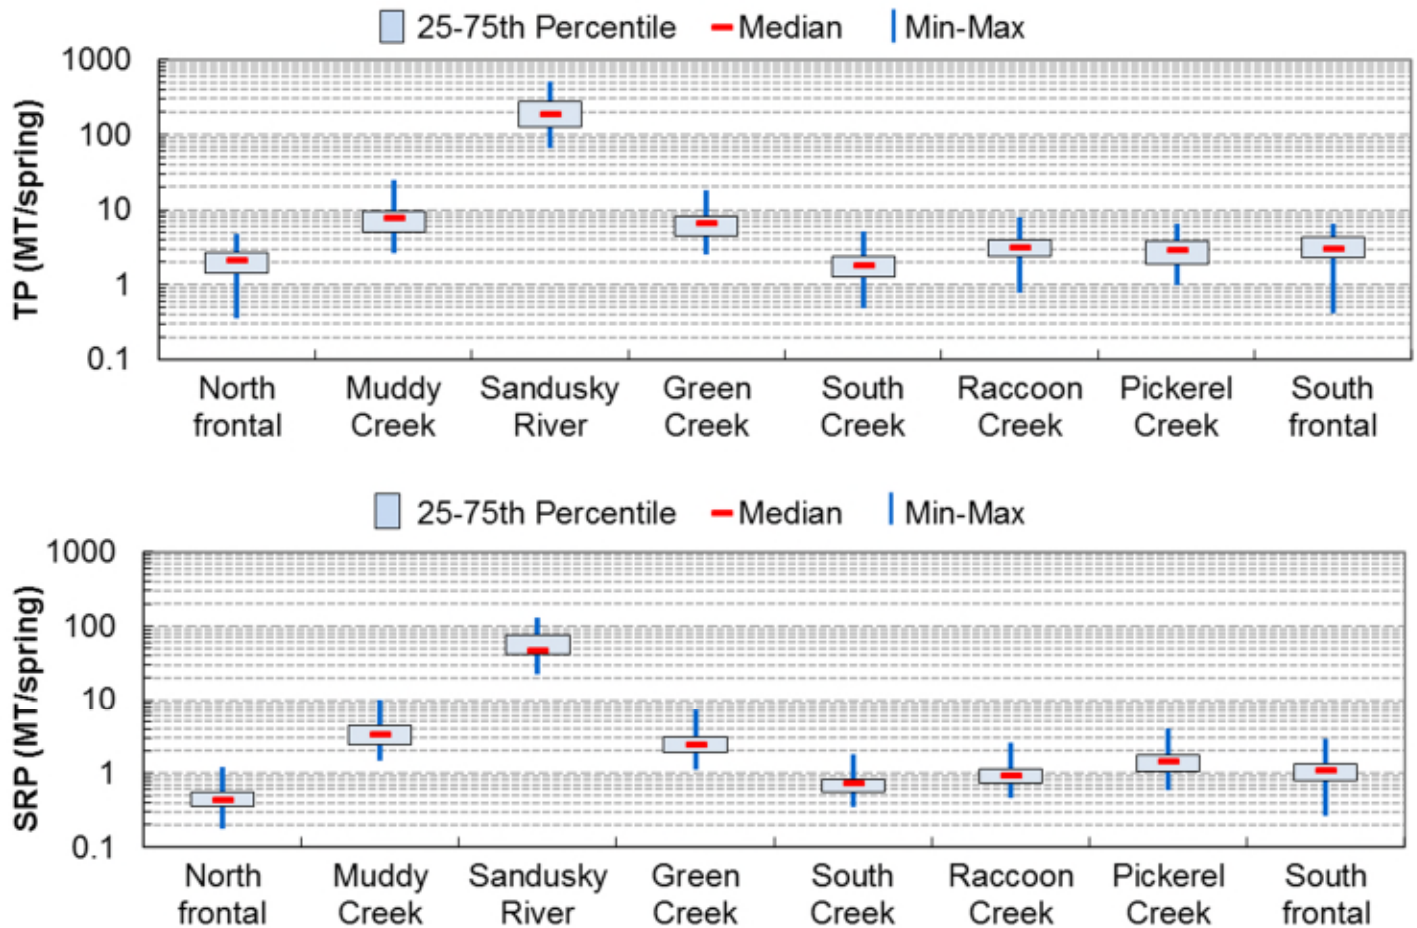 25-75th Percentile Median Min-Max
TP (MT/spring)
1000
100
10
1
0.1
North frontal
Muddy Creek
Sandusky River
Green Creek
South Creek
Raccoon Creek
Pickerel Creek
South frontal
25-75th Percentile Median Min-Max
SRP (MT/spring)
1000
100
10
1
0.1
North frontal
Muddy Creek
Sandusky River
Green Creek
South Creek
Raccoon Creek
Pickerel Creek
South frontal